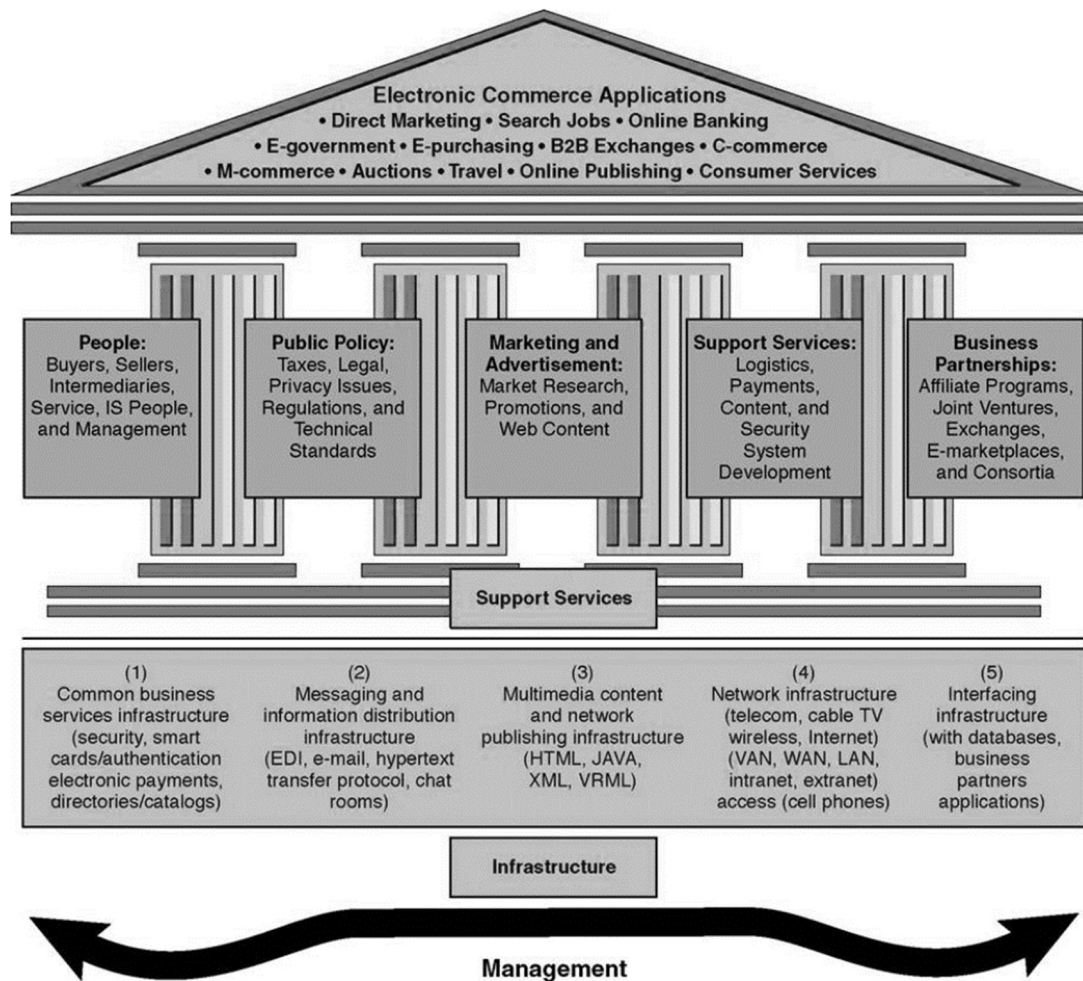 Electronic Commerce Applications
• Direct Marketing • Search Jobs • Online Banking
• E-government • E-purchasing • B2B Exchanges • C-commerce
• M-commerce • Auctions • Travel • Online Publishing • Consumer Services
People:
Buyers, Sellers,
Intermediaries,
Service, IS People,
and Management
Public Policy:
Taxes, Legal,
Privacy Issues,
Regulations, and
Technical
Standards
Marketing and
Advertisement:
Market Research,
Promotions, and
Web Content
Support Services:
Logistics,
Payments,
Content, and
Security
System
Development
Business
Partnerships:
Affiliate Programs,
Joint Ventures,
Exchanges,
E-marketplaces,
and Consortia
Support Services
(1)
Common business
services infrastructure
(security, smart
cards/authentication
electronic payments,
directories/catalogs)
(2)
Messaging and
information distribution
infrastructure
(EDI, e-mail, hypertext
transfer protocol, chat
rooms)
(3)
Multimedia content
and network
publishing infrastructure
(HTML, JAVA,
XML, VRML)
(4)
Network infrastructure
(telecom, cable TV
wireless, Internet)
(VAN, WAN, LAN,
intranet, extranet)
access (cell phones)
(5)
Interfacing
infrastructure
(with databases,
business
partners
applications)
Infrastructure
Management